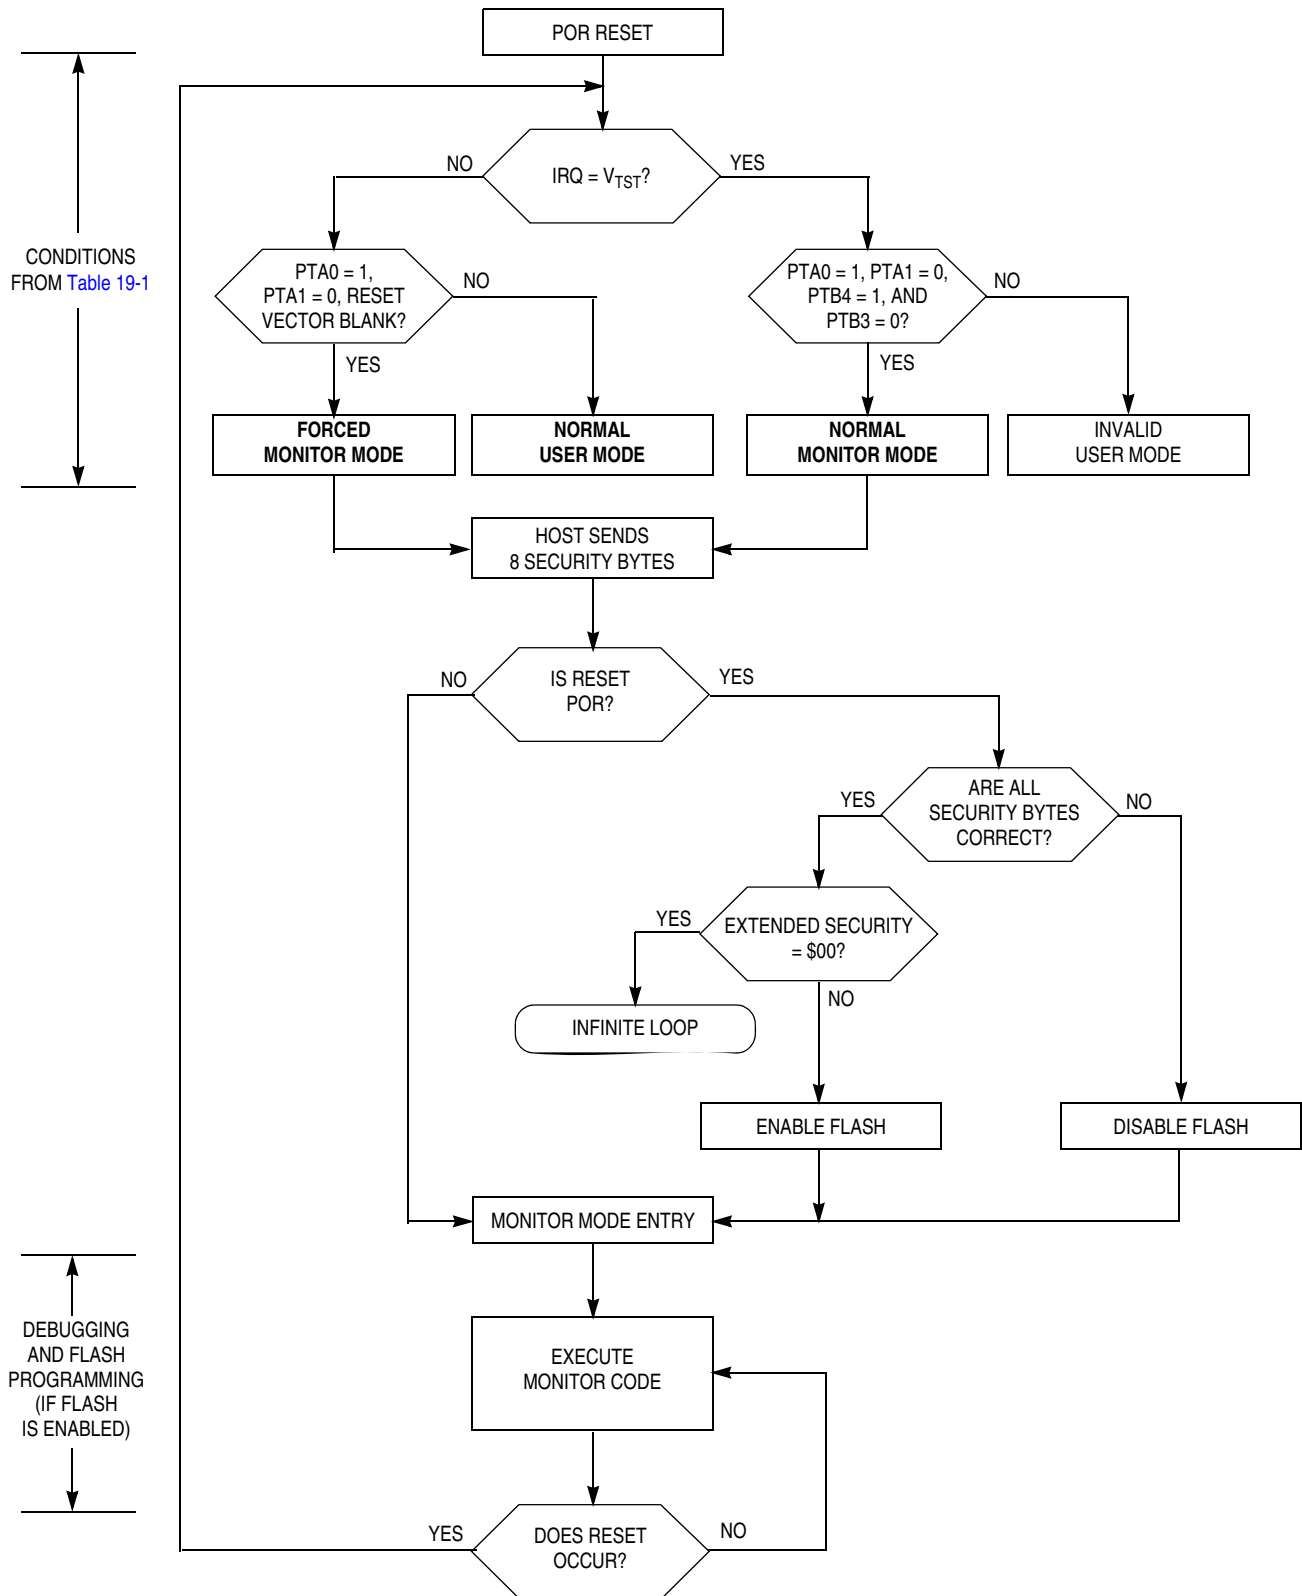 POR RESET
IRQ = VTST?
NO
YES
CONDITIONS
FROM Table 19-1
PTA0 = 1,
PTA1 = 0, RESET
VECTOR BLANK?
NO
YES
PTA0 = 1, PTA1 = 0,
PTB4 = 1, AND
PTB3 = 0?
NO
YES
FORCED
MONITOR MODE
NORMAL
USER MODE
NORMAL
MONITOR MODE
INVALID
USER MODE
HOST SENDS
8 SECURITY BYTES
IS RESET
POR?
NO
YES
ARE ALL
SECURITY BYTES
CORRECT?
YES
NO
EXTENDED SECURITY
= $00?
YES
NO
INFINITE LOOP
ENABLE FLASH
DISABLE FLASH
MONITOR MODE ENTRY
DEBUGGING
AND FLASH
PROGRAMMING
(IF FLASH
IS ENABLED)
EXECUTE
MONITOR CODE
DOES RESET
OCCUR?
YES
NO